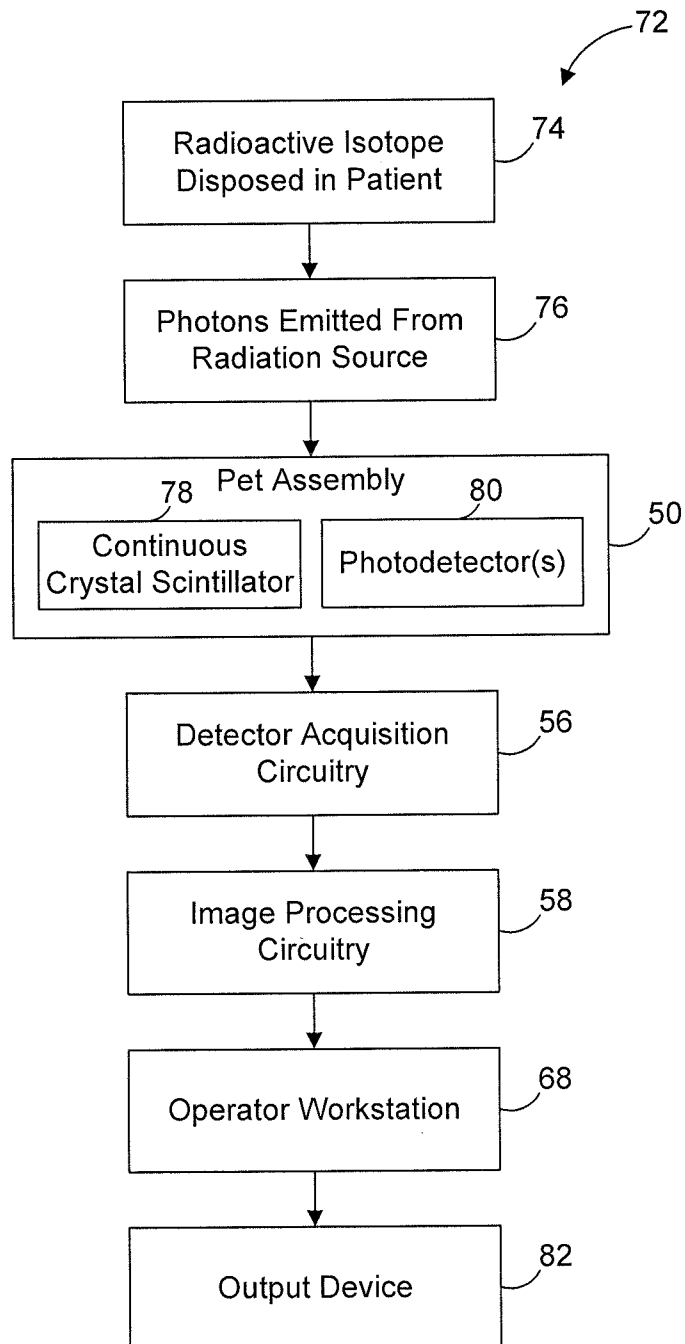 72
Radioactive Isotope
Disposed in Patient
74
Photons Emitted From
Radiation Source
76
Pet Assembly
78
80
50
Continuous
Crystal Scintillator
Photodetector(s)
Detector Acquisition
Circuitry
56
Image Processing
Circuitry
58
Operator Workstation
68
Output Device
82